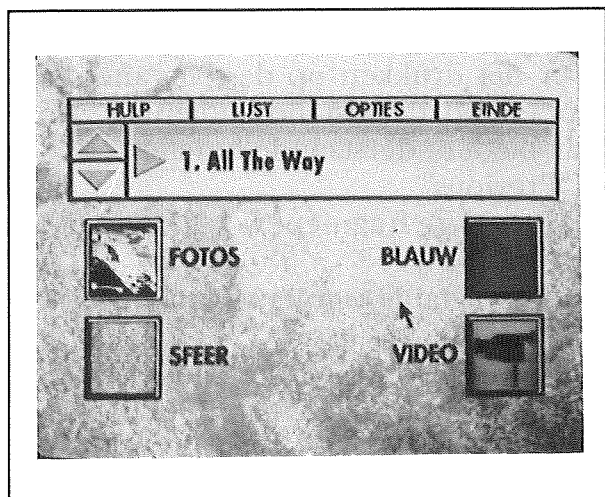 HULP LIJST OPTIES EINDE
1. All The Way
FOTOS BLAUW
SFEER VIDEO